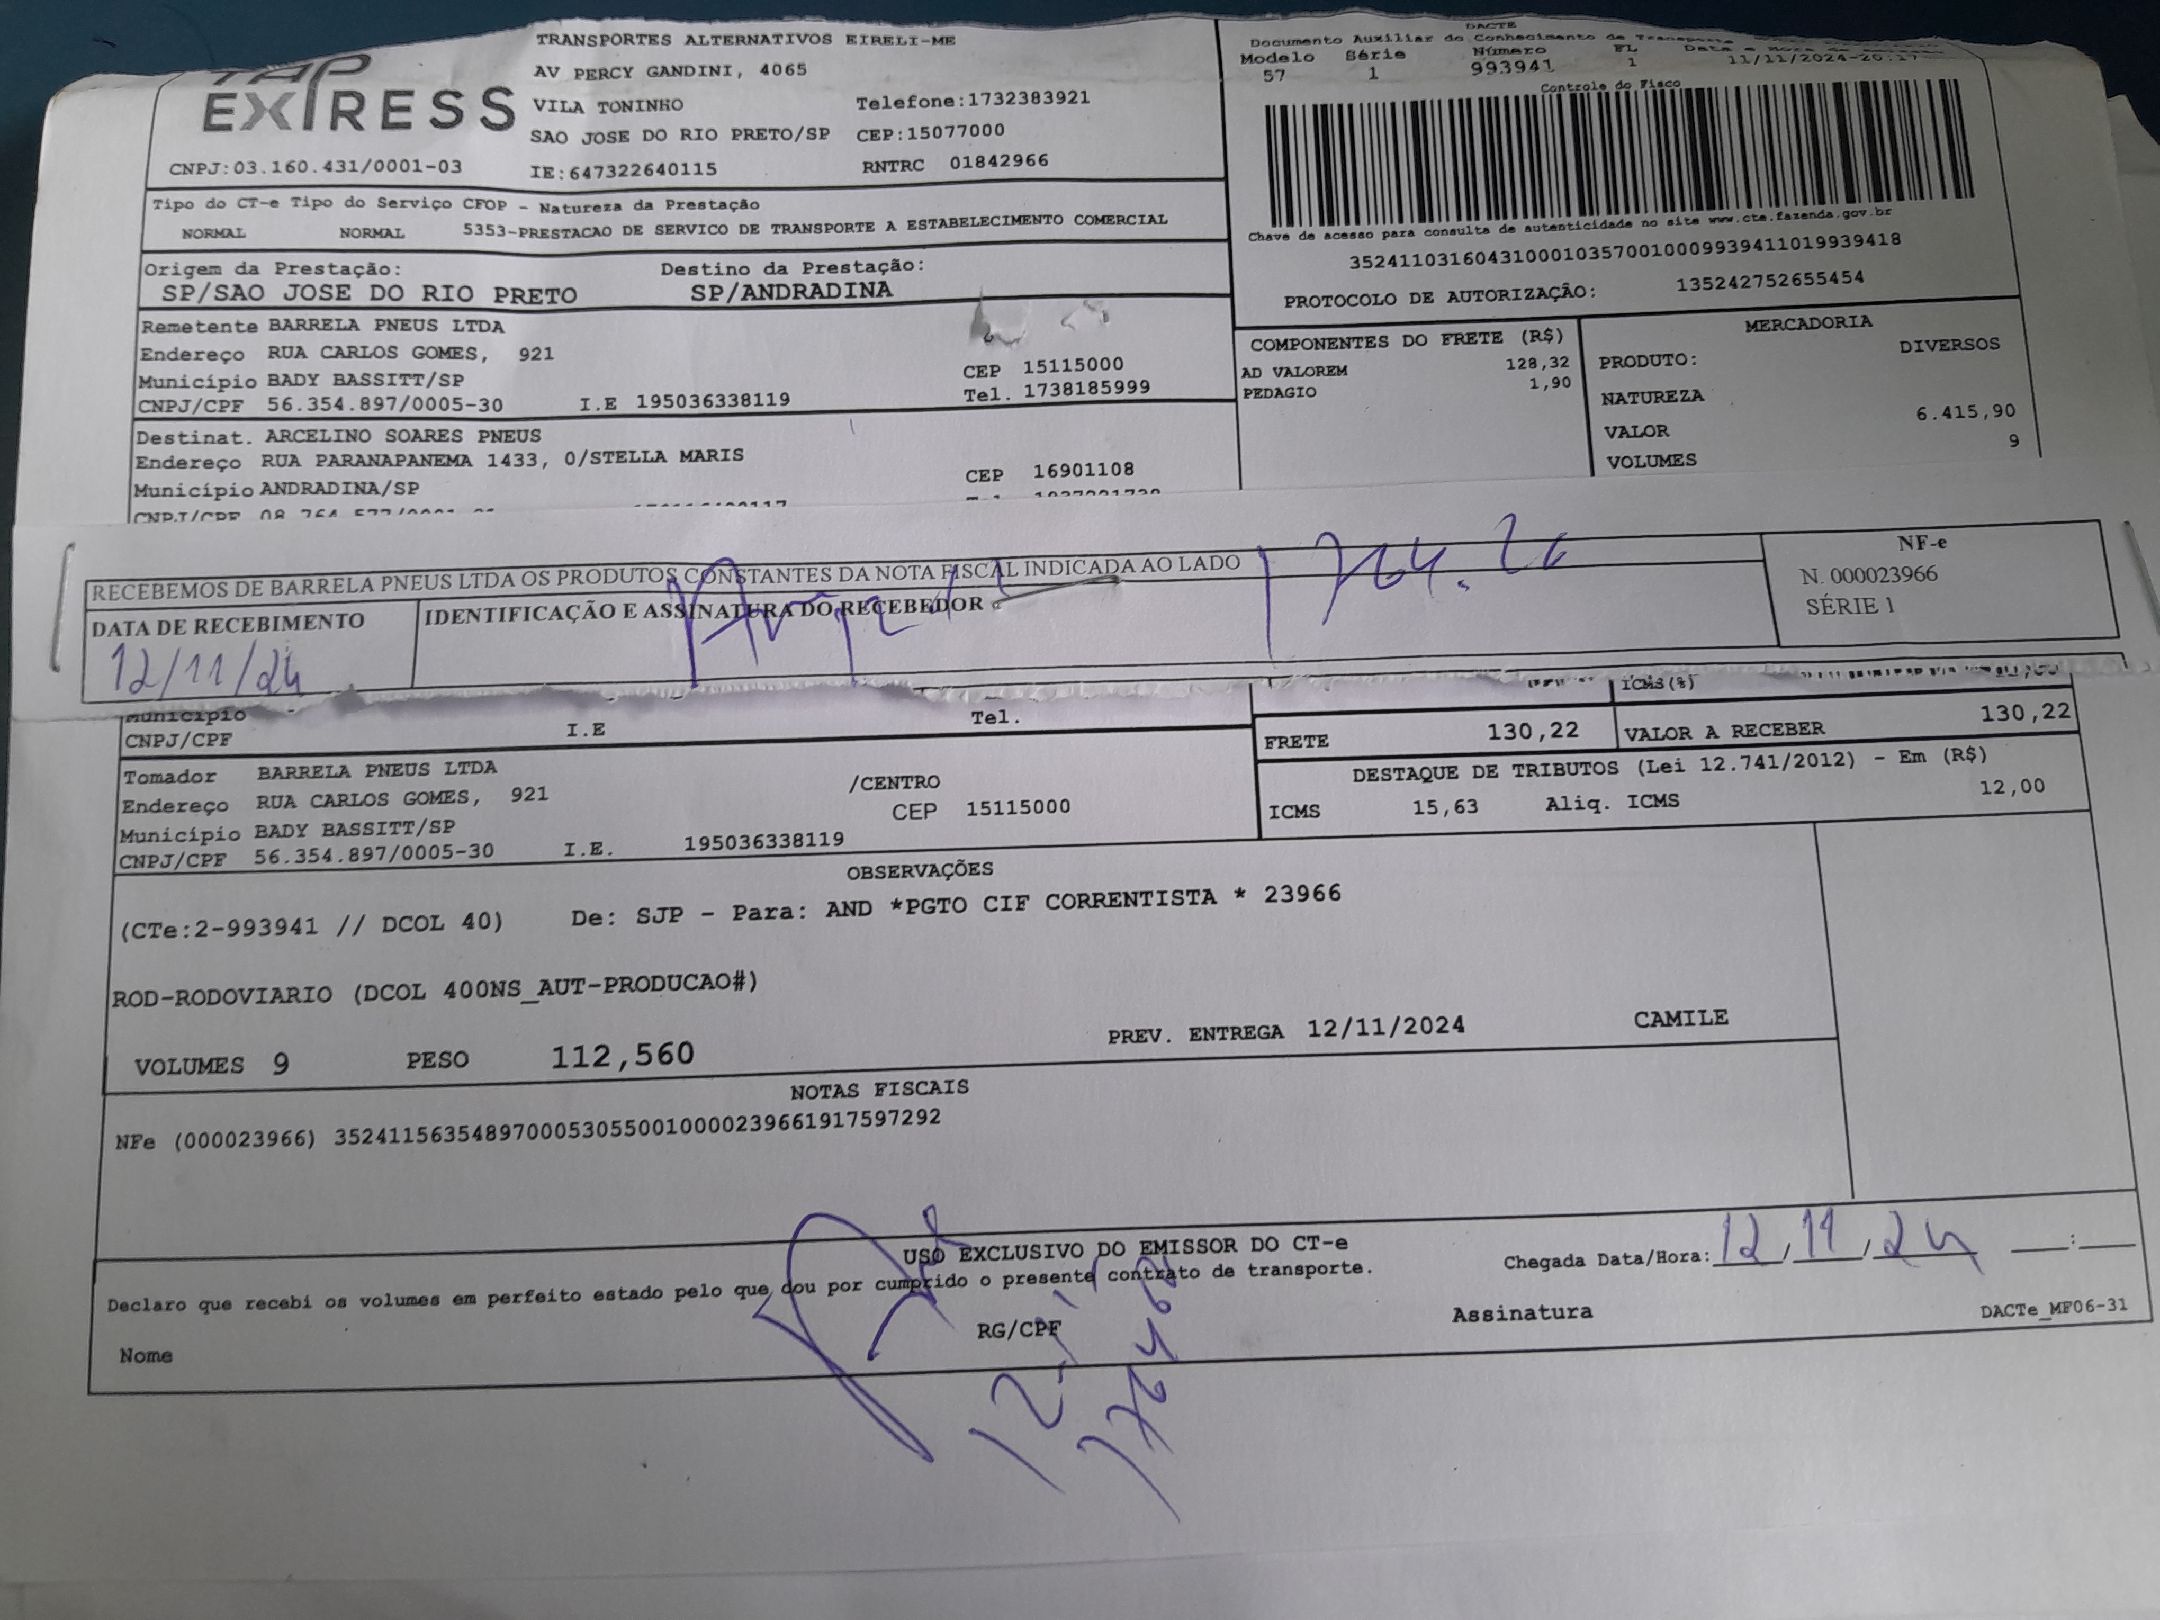 EXPRESS
CNPJ:03.160.431/0001-03
TRANSPORTES ALTERNATIVOS EIRELI-ME
AV PERCY GANDINI, 4065
VILA TONINHO Telefone:1732383921
SAO JOSE DO RIO PRETO/SP CEP:15077000
IE:647322640115 RNTRC 01842966
DACTE
Documento Auxiliar do Conhecimento de
Modelo Série Número FL
57 1 993941 1 11/11/2024
Controle do Fisco
Chave de acesso para consulta de autenticidade no site www.cte.fazenda.gov.br
35241103160431000103570010009939411019939418
PROTOCOLO DE AUTORIZAÇÃO: 135242752655454
Tipo do CT-e Tipo do Serviço CFOP - Natureza da Prestação
NORMAL NORMAL 5353-PRESTACAO DE SERVICO DE TRANSPORTE A ESTABELECIMENTO COMERCIAL
Origem da Prestação: Destino da Prestação:
SP/SAO JOSE DO RIO PRETO SP/ANDRADINA
Remetente BARRELA PNEUS LTDA
Endereço RUA CARLOS GOMES, 921
Município BADY BASSITT/SP CEP 15115000
CNPJ/CPF 56.354.897/0005-30 I.E 195036338119 Tel. 1738185999
Destinat. ARCELINO SOARES PNEUS
Endereço RUA PARANAPANEMA 1433, 0/STELLA MARIS
Município ANDRADINA/SP CEP 16901108
CNPJ/CPF
COMPONENTES DO FRETE (R$)
AD VALOREM 128,32
PEDAGIO 1,90
MERCADORIA
PRODUTO: DIVERSOS
NATUREZA
VALOR 6.415,90
VOLUMES 9
RECEBEMOS DE BARRELA PNEUS LTDA OS PRODUTOS CONSTANTES DA NOTA FISCAL INDICADA AO LADO
DATA DE RECEBIMENTO
12/11/24
IDENTIFICAÇÃO E ASSINATURA DO RECEBEDOR
NF-e
N. 000023966
SÉRIE 1
Município
CNPJ/CPF I.E Tel.
ICMS(%)
FRETE 130,22 VALOR A RECEBER 130,22
Tomador BARRELA PNEUS LTDA
Endereço RUA CARLOS GOMES, 921 /CENTRO
Município BADY BASSITT/SP CEP 15115000
CNPJ/CPF 56.354.897/0005-30 I.E. 195036338119
DESTAQUE DE TRIBUTOS (Lei 12.741/2012) - Em (R$)
ICMS 15,63 Aliq. ICMS 12,00
OBSERVAÇÕES
(CTe:2-993941 // DCOL 40) De: SJP - Para: AND *PGTO CIF CORRENTISTA * 23966
ROD-RODOVIARIO (DCOL 400NS_AUT-PRODUCAO#)
VOLUMES 9 PESO 112,560 PREV. ENTREGA 12/11/2024 CAMILE
NOTAS FISCAIS
NFe (000023966) 35241156354897000530550010000239661917597292
USO EXCLUSIVO DO EMISSOR DO CT-e
Declaro que recebi os volumes em perfeito estado pelo que dou por cumprido o presente contrato de transporte.
Chegada Data/Hora: 12/11/24 __:__
Nome RG/CPF Assinatura
DACTe_MF06-31